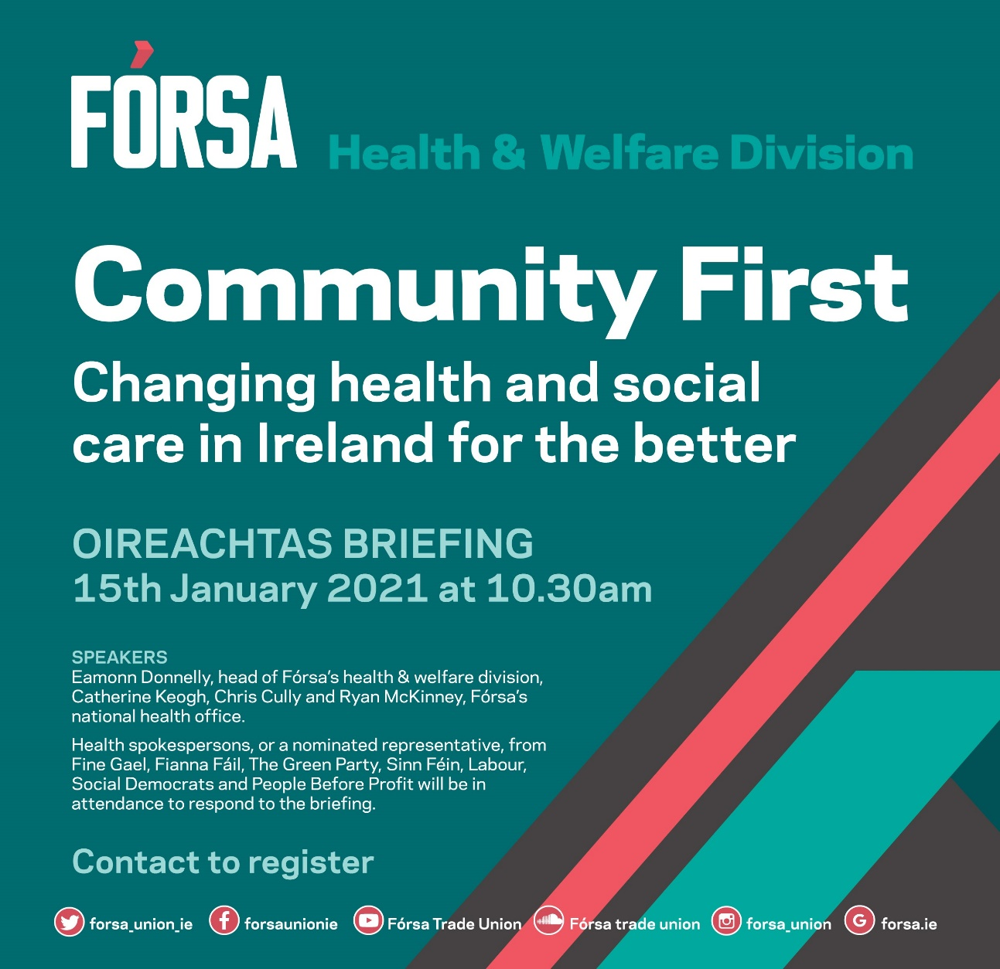 FÓRSA Health & Welfare Division
Community First
Changing health and social
care in Ireland for the better
OIREACHTAS BRIEFING
15th January 2021 at 10.30am
SPEAKERS
Eamonn Donnelly, head of Fórsa's health & welfare division,
Catherine Keogh, Chris Cully and Ryan McKinney, Fórsa's
national health office.
Health spokespersons, or a nominated representative, from
Fine Gael, Fianna Fáil, The Green Party, Sinn Féin, Labour,
Social Democrats and People Before Profit will be in
attendance to respond to the briefing.
Contact to register
forsa_union_ie forsaunionie Fórsa Trade Union Fórsa trade union forsa_union G forsa.ie